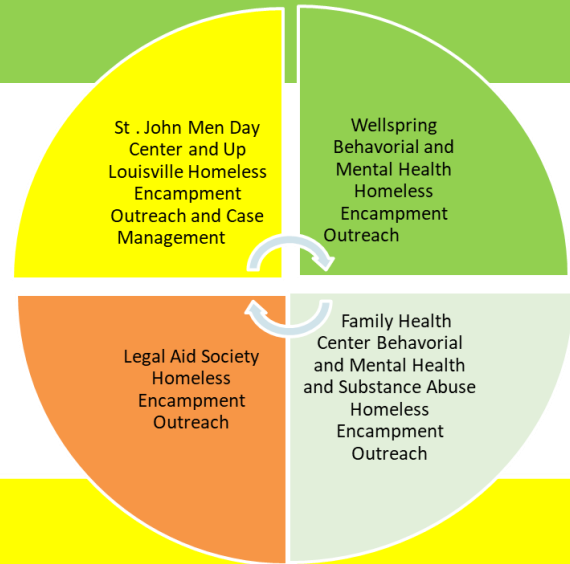 St . John Men Day
Center and Up
Louisville Homeless
Encampment
Outreach and Case
Management
Wellspring
Behavorial and
Mental Health
Homeless
Encampment
Outreach
Legal Aid Society
Homeless
Encampment
Outreach
Family Health
Center Behavorial
and Mental Health
and Substance Abuse
Homeless
Encampment
Outreach